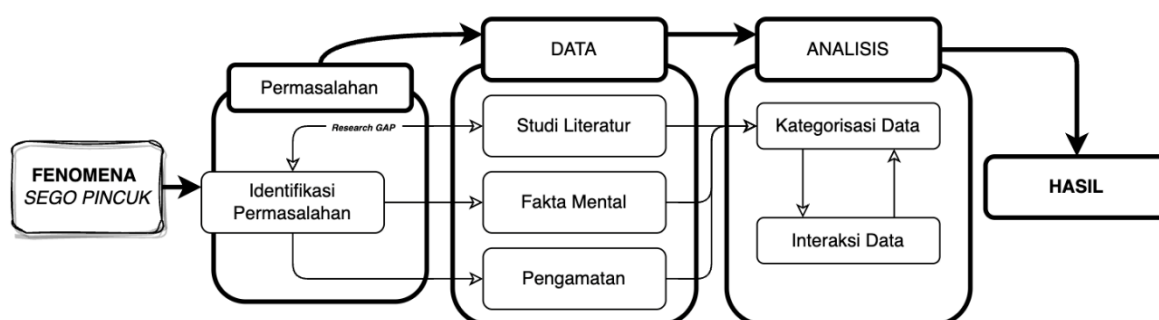 FENOMENA
SEGO PINCUK
Permasalahan
Research GAP
Identifikasi
Permasalahan
DATA
Studi Literatur
Fakta Mental
Pengamatan
ANALISIS
Kategorisasi Data
Interaksi Data
HASIL